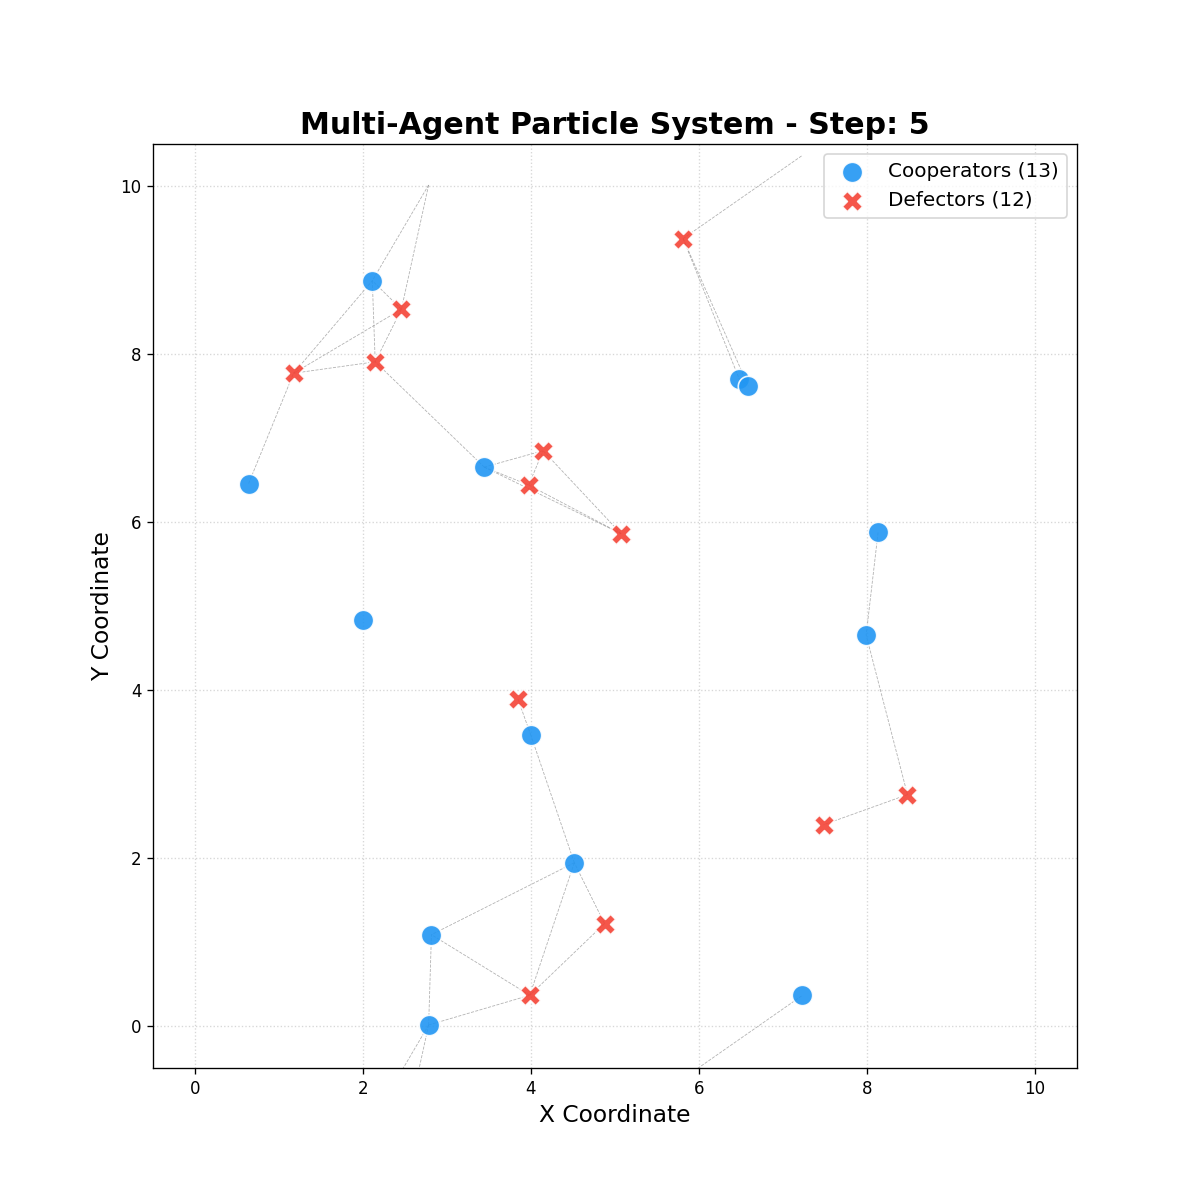 Multi-Agent Particle System - Step: 5
Cooperators (13)
Defectors (12)
10
8
6
4
2
0
Y Coordinate
0 2 4 6 8 10
X Coordinate